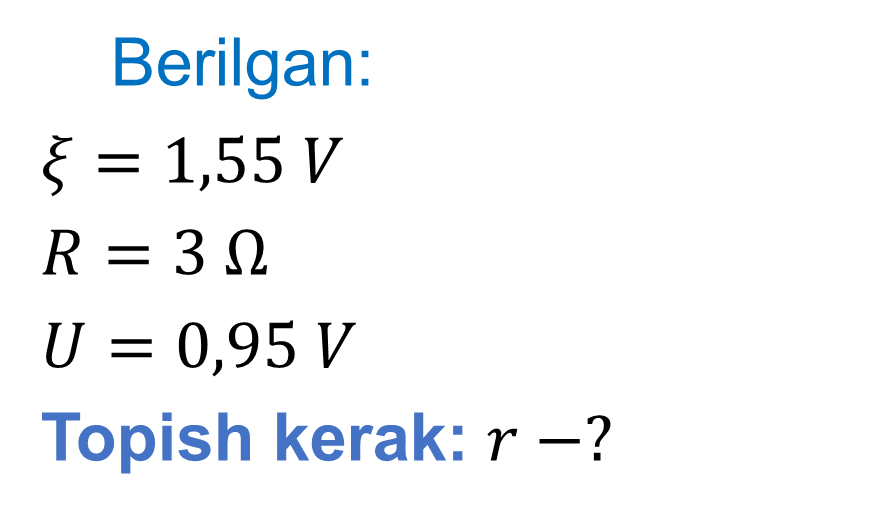 Berilgan:
ξ = 1,55 V
R = 3 Ω
U = 0,95 V
Topish kerak: r −?